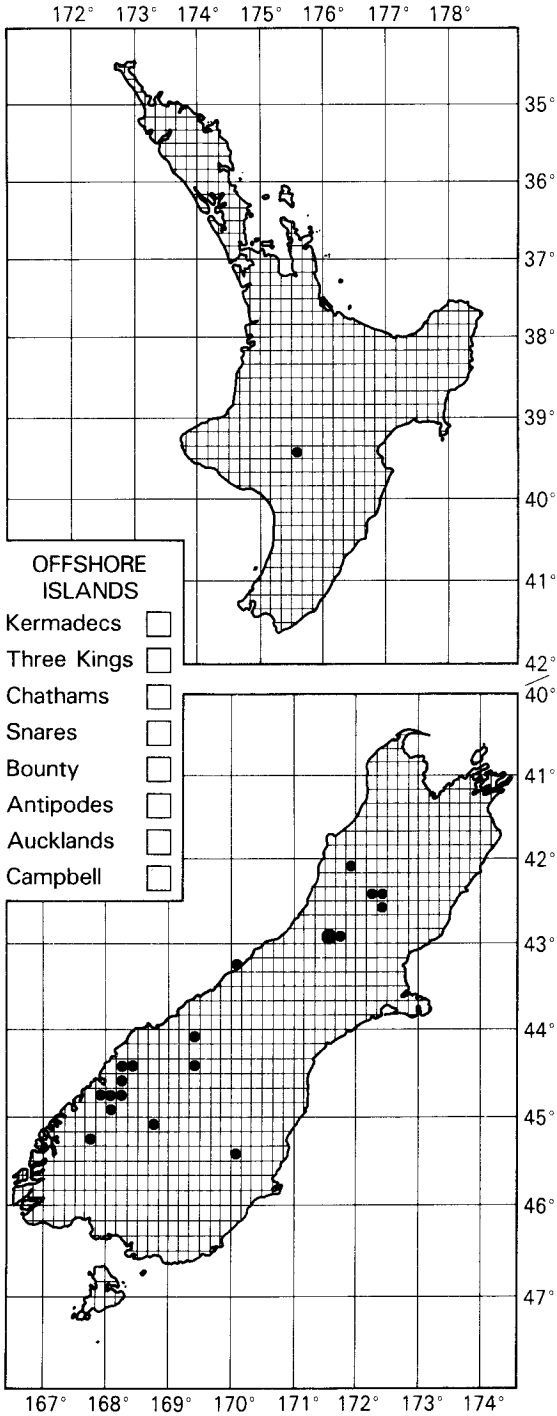 172° 173° 174° 175° 176° 177° 178°
35°
36°
37°
38°
39°
40°
41°
42°
OFFSHORE
ISLANDS
Kermadecs
Three Kings
Chathams
Snares
Bounty
Antipodes
Aucklands
Campbell
40°
41°
42°
43°
44°
45°
46°
47°
167° 168° 169° 170° 171° 172° 173° 174°